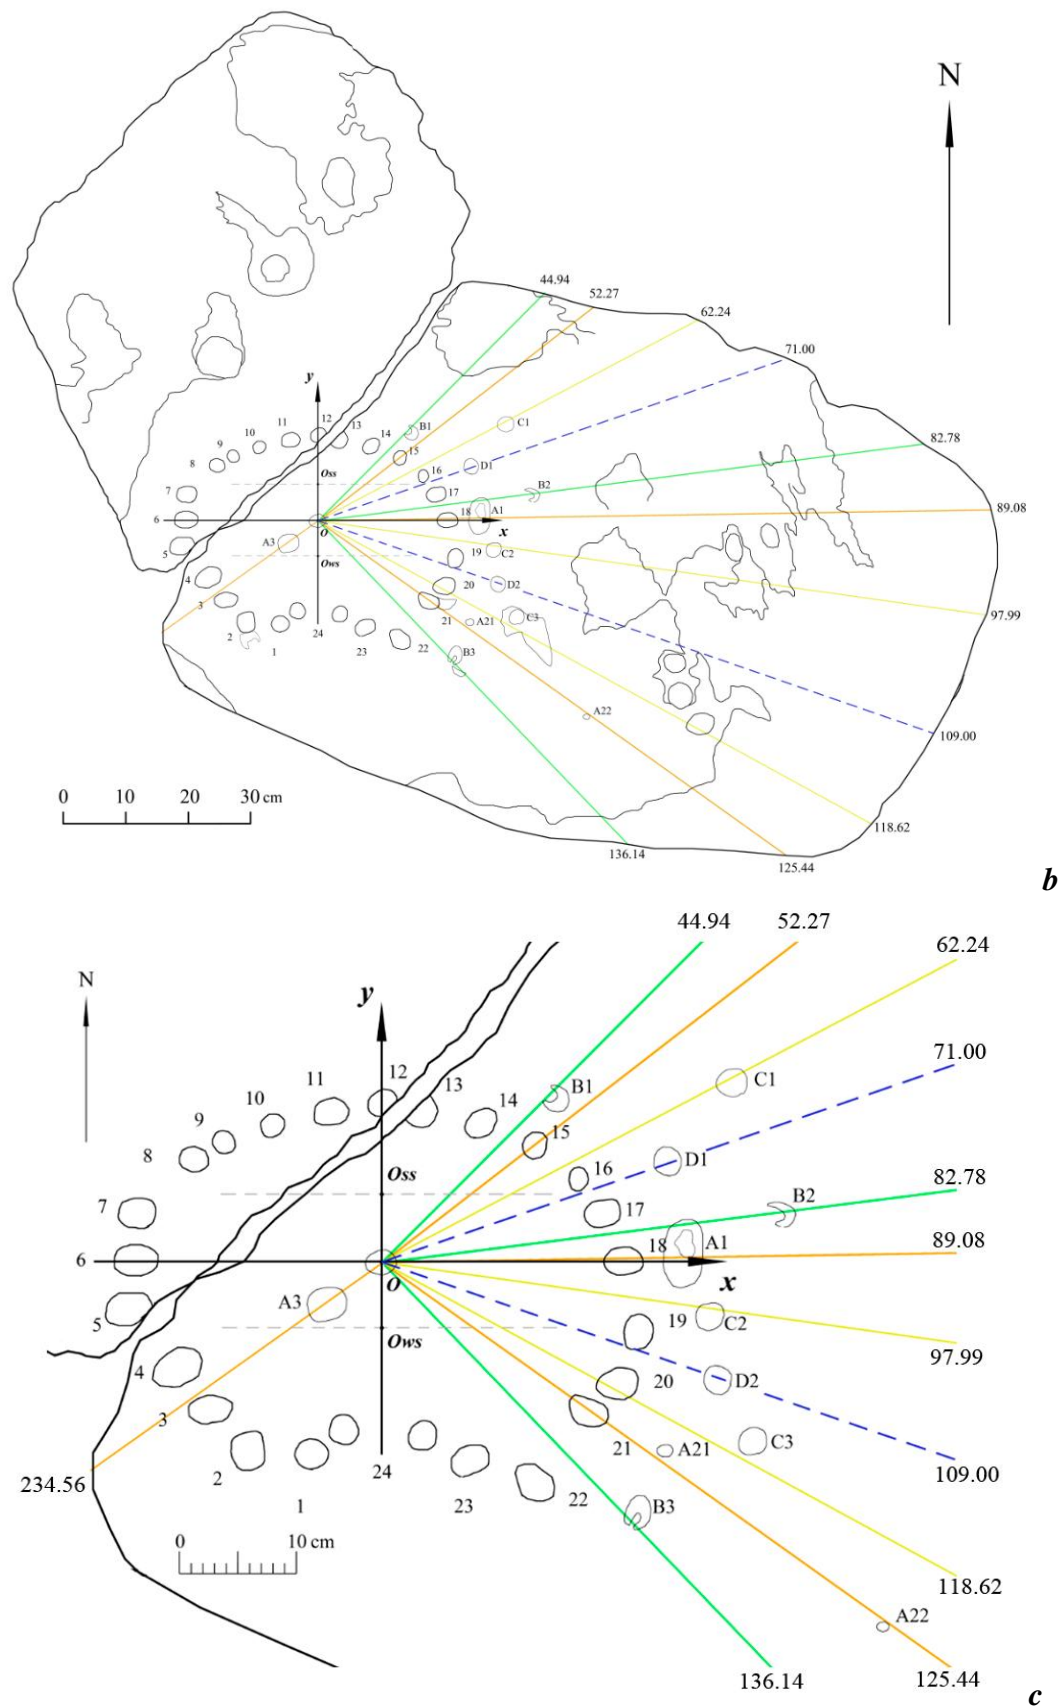 N
44.94
52.27
62.24
71.00
y
82.78
12
13
11
14
B1
C1
10
9
15
8
16
D1
Oss
7
17
B2
6
18
A1
89.08
O
x
A3
5
19
C2
Ows
4
20
D2
3
97.99
21
A21
C3
2
24
1
23
22
B3
A22
109.00
0 10 20 30 cm
118.62
136.14
125.44
b
44.94
52.27
62.24
N
y
71.00
12
13
11
B1
C1
10
14
9
15
8
D1
Oss
16
82.78
7
17
B2
18
A1
89.08
6
O
x
A3
5
19
C2
Ows
97.99
4
20
D2
3
21
A21
C3
2
24
109.00
234.56
1
23
22
B3
0 10 cm
118.62
A22
136.14
125.44
c